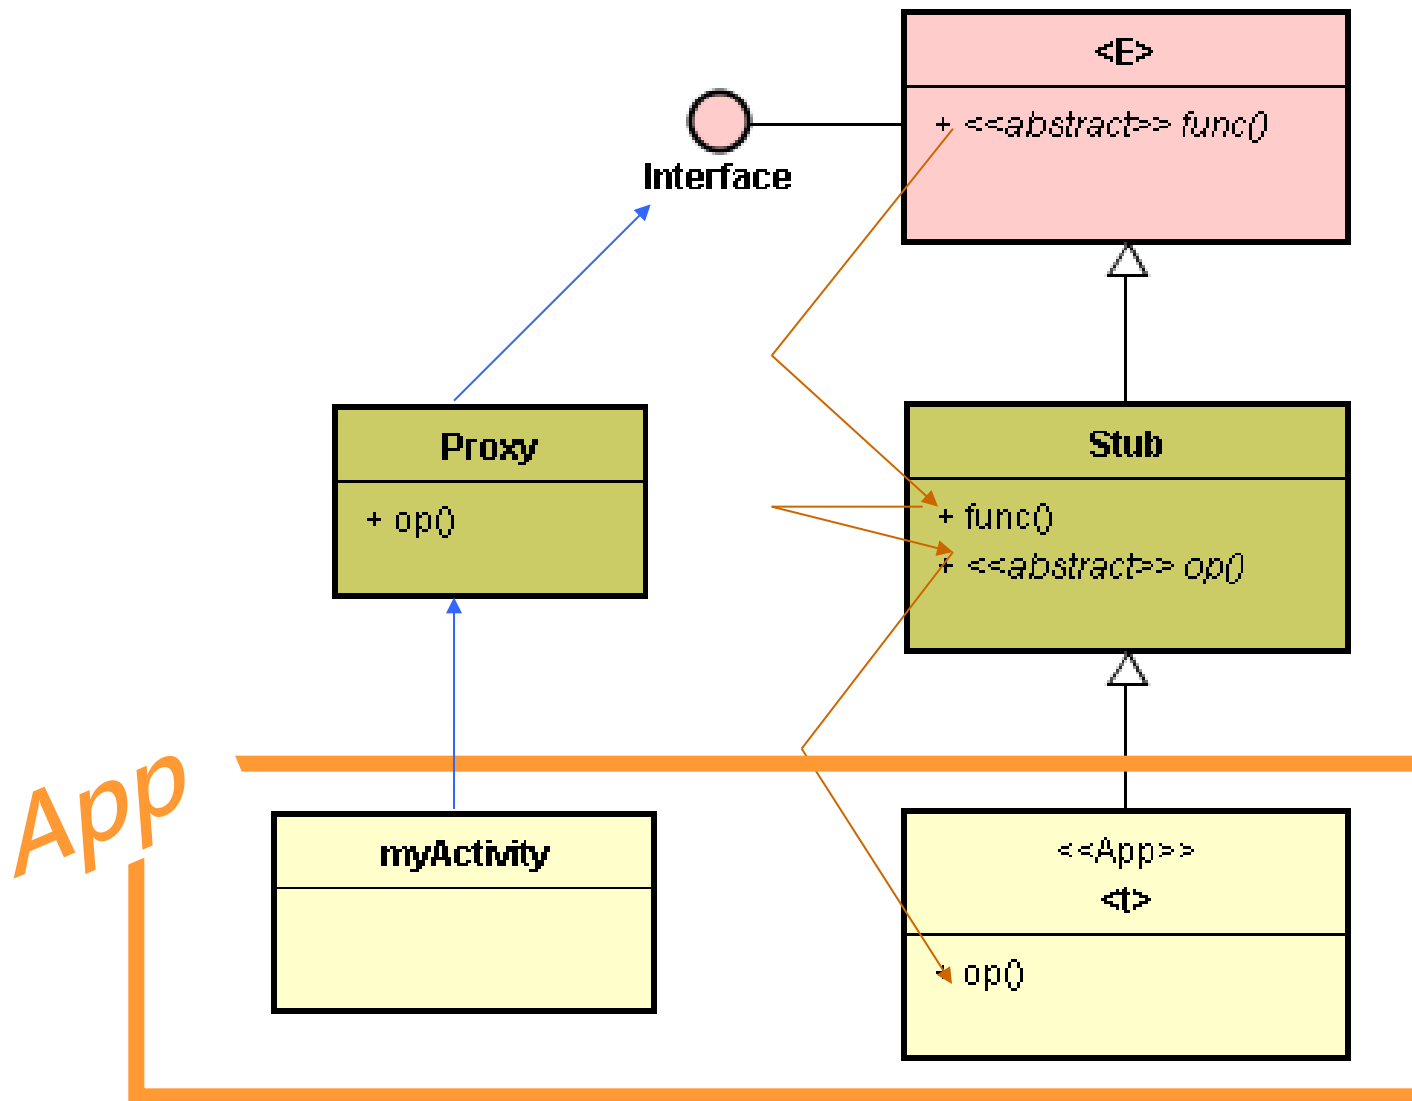 <E>
+ <<abstract>> func()
Interface
Proxy
+ op()
Stub
+ func()
+ <<abstract>> op()
App
myActivity
<<App>>
<t>
+ op()